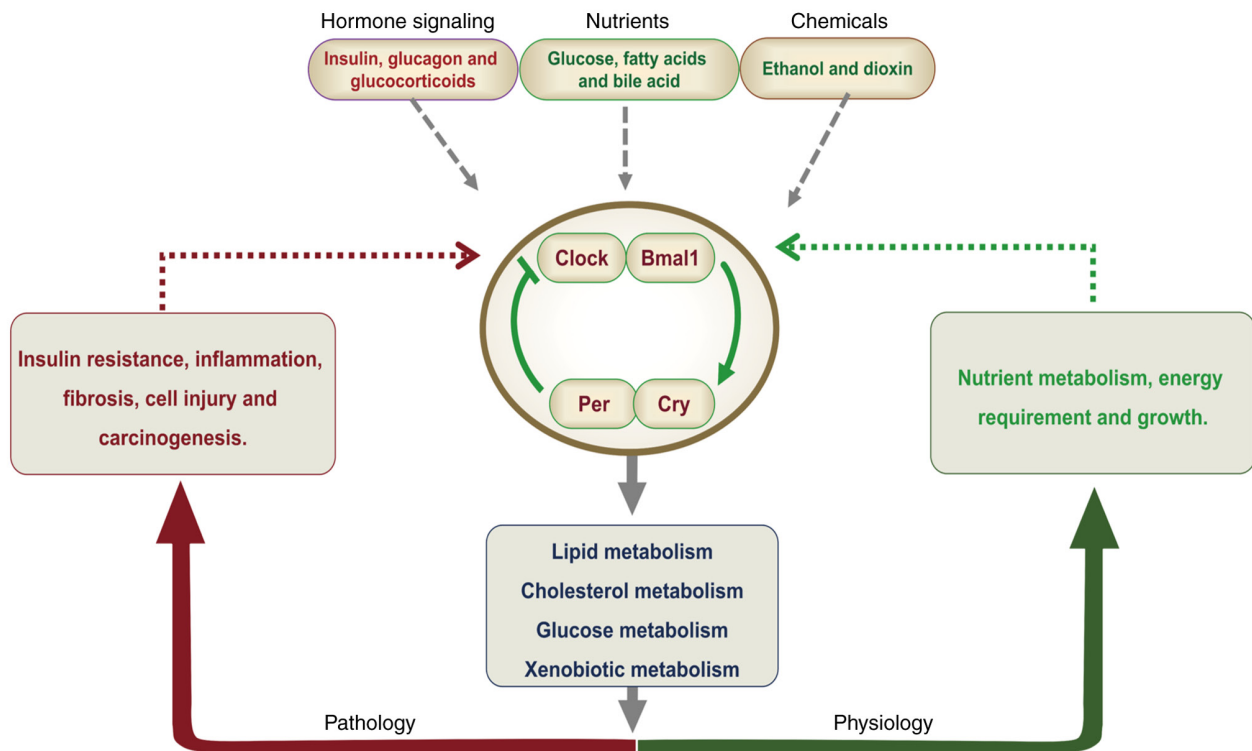 Hormone signaling
Nutrients
Chemicals
Insulin, glucagon and
glucocorticoids
Glucose, fatty acids
and bile acid
Ethanol and dioxin
Clock
Bmal1
Per
Cry
Insulin resistance, inflammation,
fibrosis, cell injury and
carcinogenesis.
Nutrient metabolism, energy
requirement and growth.
Lipid metabolism
Cholesterol metabolism
Glucose metabolism
Xenobiotic metabolism
Pathology
Physiology